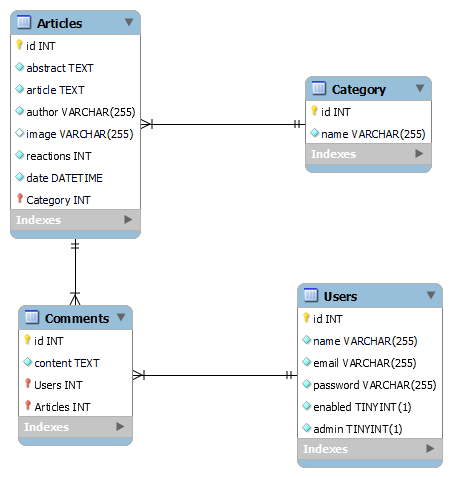 Articles
id INT
abstract TEXT
article TEXT
author VARCHAR(255)
image VARCHAR(255)
reactions INT
date DATETIME
Category INT
Indexes
Category
id INT
name VARCHAR(255)
Indexes
Comments
id INT
content TEXT
Users INT
Articles INT
Indexes
Users
id INT
name VARCHAR(255)
email VARCHAR(255)
password VARCHAR(255)
enabled TINYINT(1)
admin TINYINT(1)
Indexes